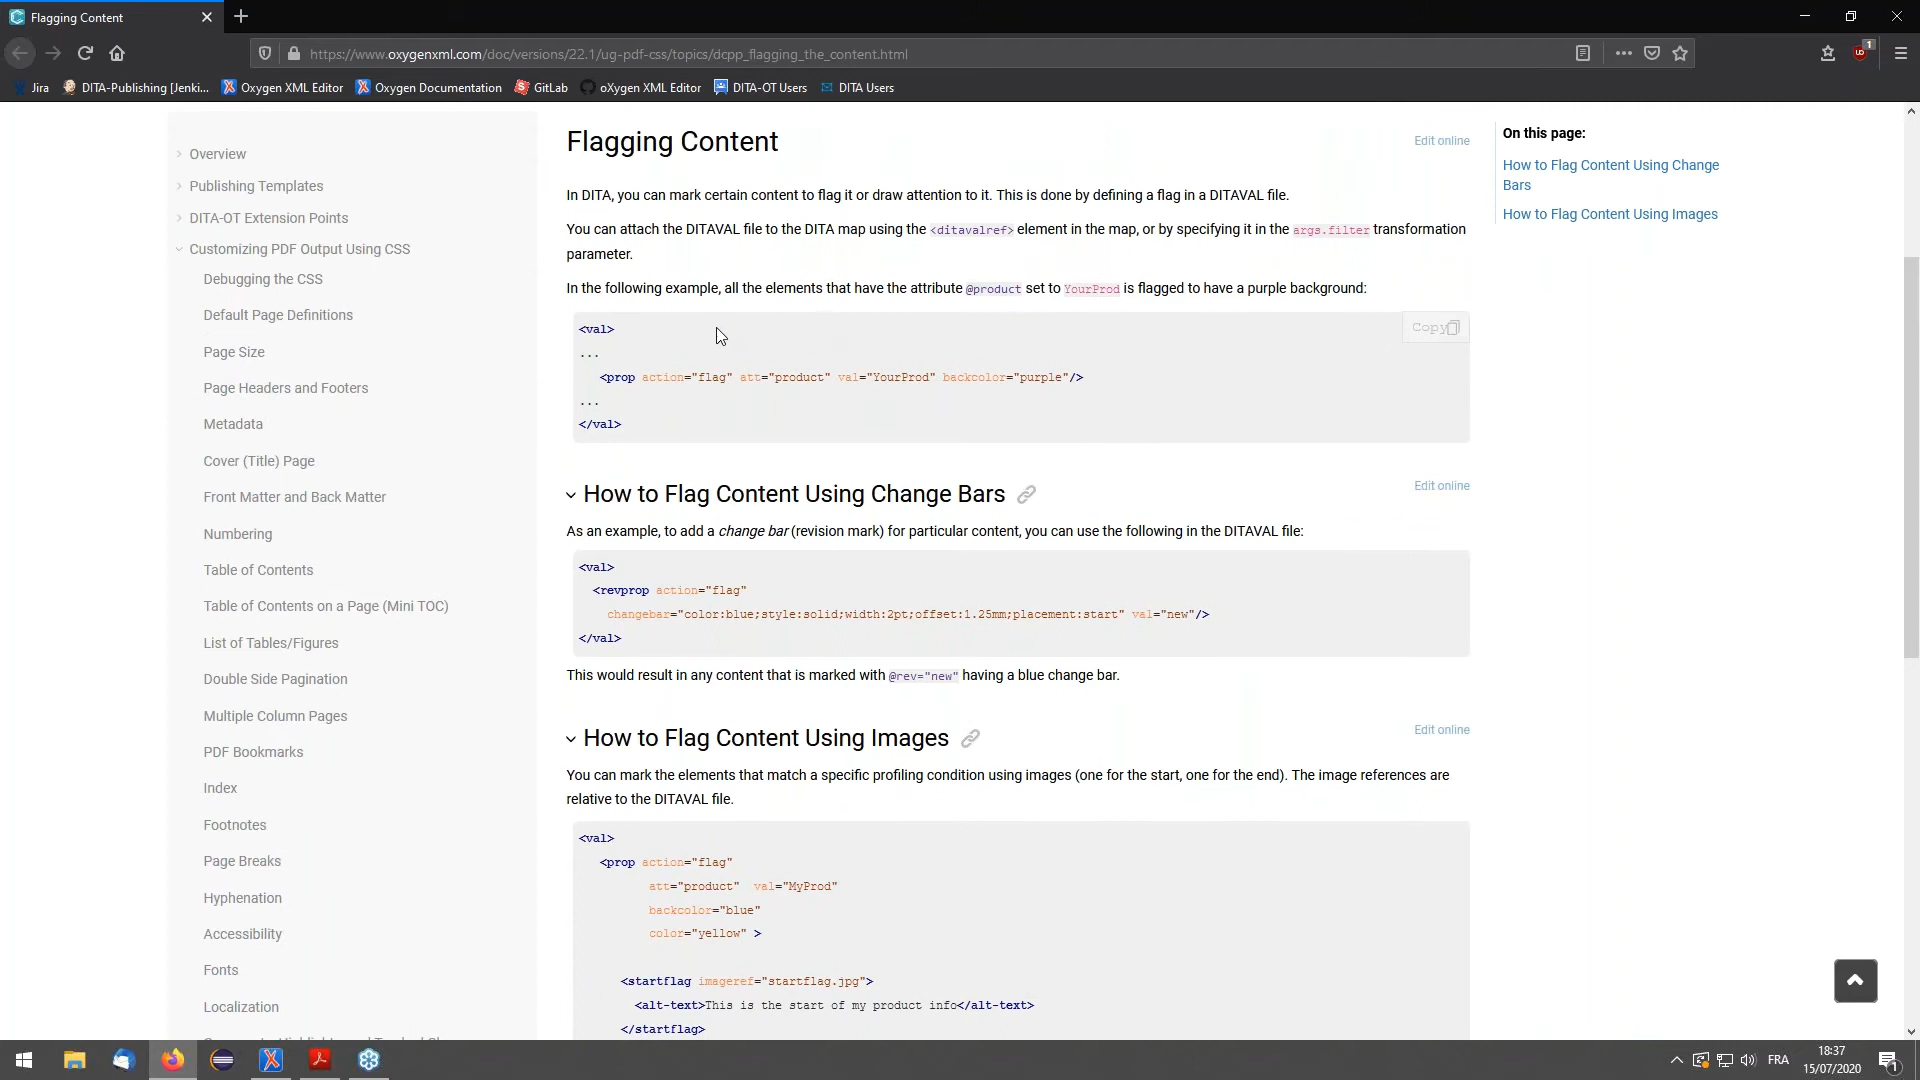 Flagging Content
https://www.oxygenxml.com/doc/versions/22.1/ug-pdf-css/topics/dcpp_flagging_the_content.html
1
Jira
DITA-Publishing [Jenki...
Oxygen XML Editor
Oxygen Documentation
GitLab
oXygen XML Editor
DITA-OT Users
DITA Users
Overview
Publishing Templates
DITA-OT Extension Points
Customizing PDF Output Using CSS
Debugging the CSS
Default Page Definitions
Page Size
Page Headers and Footers
Metadata
Cover (Title) Page
Front Matter and Back Matter
Numbering
Table of Contents
Table of Contents on a Page (Mini TOC)
List of Tables/Figures
Double Side Pagination
Multiple Column Pages
PDF Bookmarks
Index
Footnotes
Page Breaks
Hyphenation
Accessibility
Fonts
Localization
Flagging Content
Edit online
In DITA, you can mark certain content to flag it or draw attention to it. This is done by defining a flag in a DITAVAL file.
You can attach the DITAVAL file to the DITA map using the <ditavalref> element in the map, or by specifying it in the args.filter transformation
parameter.
In the following example, all the elements that have the attribute @product set to YourProd is flagged to have a purple background:
Copy
<val>
...
<prop action="flag" att="product" val="YourProd" backcolor="purple"/>
...
</val>
How to Flag Content Using Change Bars
Edit online
As an example, to add a change bar (revision mark) for particular content, you can use the following in the DITAVAL file:
<val>
<revprop action="flag"
changebar="color:blue;style:solid;width:2pt;offset:1.25mm;placement:start" val="new"/>
</val>
This would result in any content that is marked with @rev="new" having a blue change bar.
How to Flag Content Using Images
Edit online
You can mark the elements that match a specific profiling condition using images (one for the start, one for the end). The image references are
relative to the DITAVAL file.
<val>
<prop action="flag"
att="product" val="MyProd"
backcolor="blue"
color="yellow" >
<startflag imageref="startflag.jpg">
<alt-text>This is the start of my product info</alt-text>
</startflag>
On this page:
How to Flag Content Using Change
Bars
How to Flag Content Using Images
FRA
18:37
15/07/2020
1